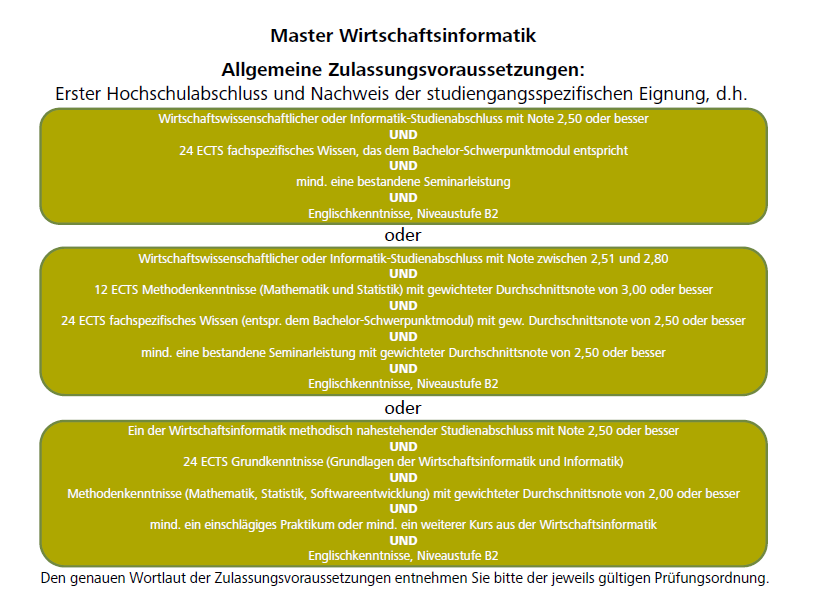 Master Wirtschaftsinformatik
Allgemeine Zulassungsvoraussetzungen:
Erster Hochschulabschluss und Nachweis der studiengangsspezifischen Eignung, d.h.
Wirtschaftswissenschaftlicher oder Informatik-Studienabschluss mit Note 2,50 oder besser
UND
24 ECTS fachspezifisches Wissen, das dem Bachelor-Schwerpunktmodul entspricht
UND
mind. eine bestandene Seminarleistung
UND
Englischkenntnisse, Niveaustufe B2
oder
Wirtschaftswissenschaftlicher oder Informatik-Studienabschluss mit Note zwischen 2,51 und 2,80
UND
12 ECTS Methodenkenntnisse (Mathematik und Statistik) mit gewichteter Durchschnittsnote von 3,00 oder besser
UND
24 ECTS fachspezifisches Wissen (entspr. dem Bachelor-Schwerpunktmodul) mit gew. Durchschnittsnote von 2,50 oder besser
UND
mind. eine bestandene Seminarleistung mit gewichteter Durchschnittsnote von 2,50 oder besser
UND
Englischkenntnisse, Niveaustufe B2
oder
Ein der Wirtschaftsinformatik methodisch nahestehender Studienabschluss mit Note 2,50 oder besser
UND
24 ECTS Grundkenntnisse (Grundlagen der Wirtschaftsinformatik und Informatik)
UND
Methodenkenntnisse (Mathematik, Statistik, Softwareentwicklung) mit gewichteter Durchschnittsnote von 2,00 oder besser
UND
mind. ein einschlägiges Praktikum oder mind. ein weiterer Kurs aus der Wirtschaftsinformatik
UND
Englischkenntnisse, Niveaustufe B2
Den genauen Wortlaut der Zulassungsvoraussetzungen entnehmen Sie bitte der jeweils gültigen Prüfungsordnung.